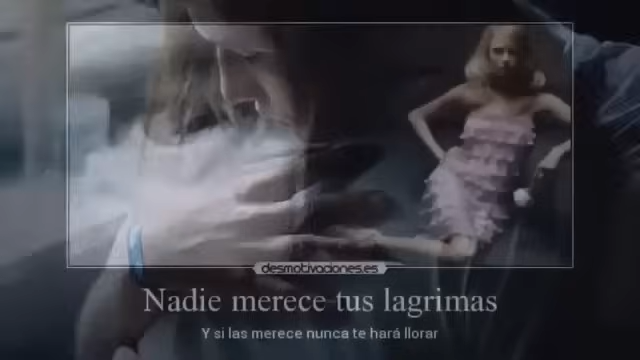 desmotivaciones.es
Nadie merece tus lagrimas
Y si las merece nunca te hará llorar